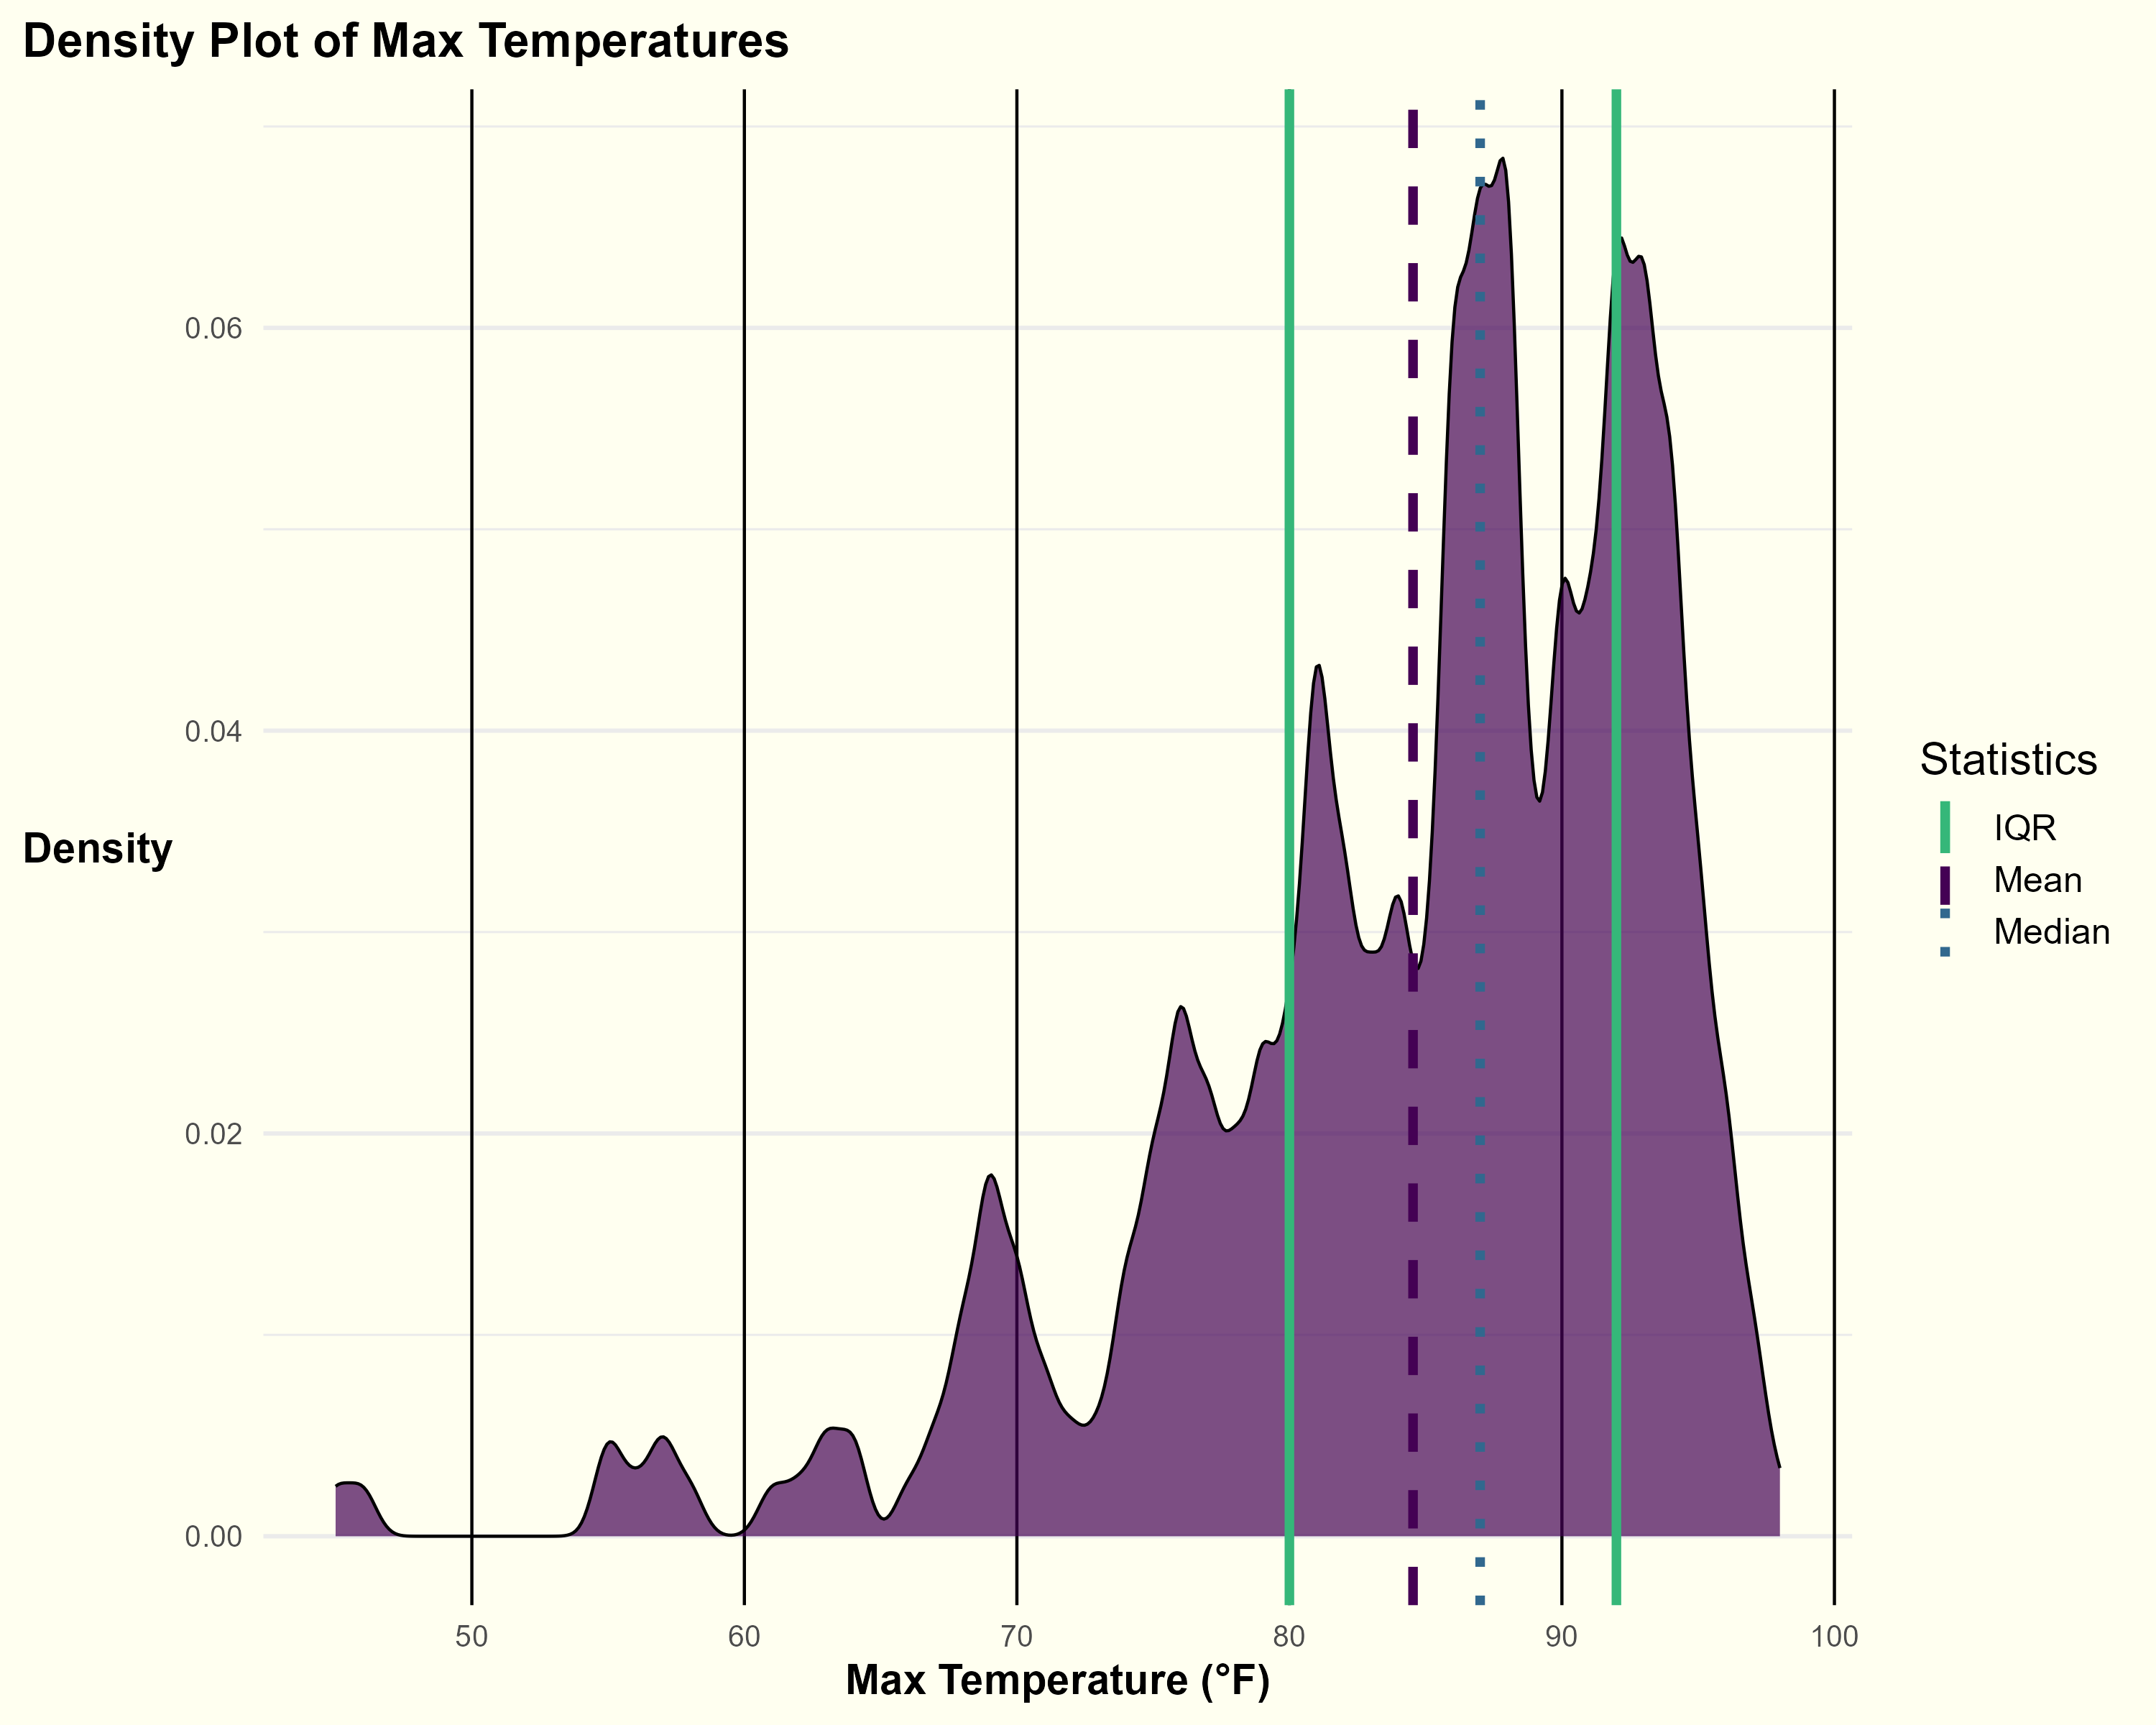 Density Plot of Max Temperatures
0.06
0.04
0.02
0.00
Density
50 60 70 80 90 100
Max Temperature (°F)
Statistics
IQR
Mean
Median